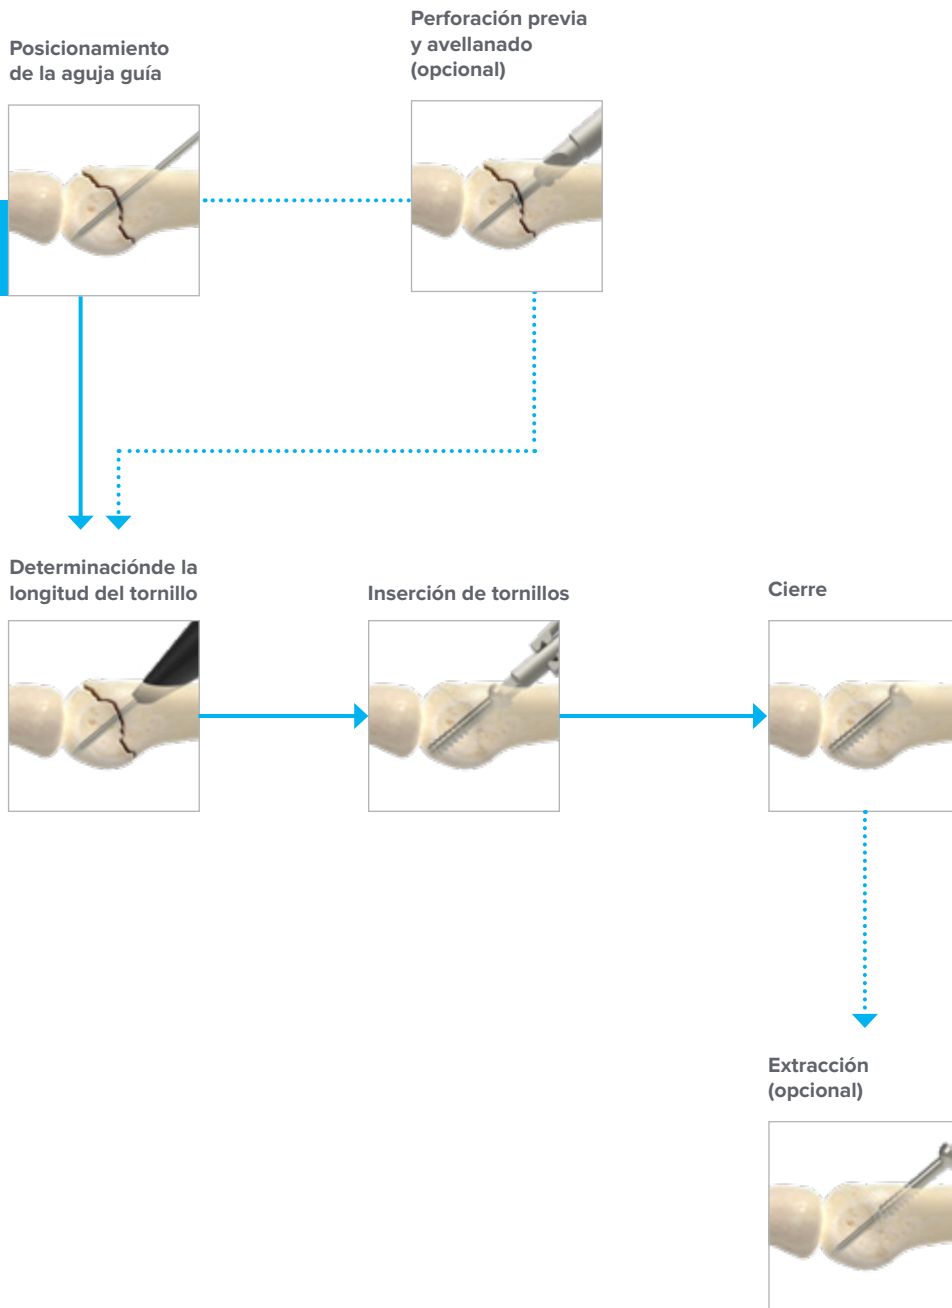 Posicionamiento
de la aguja guía
Perforación previa
y avellanado
(opcional)
Determinaciónde la
longitud del tornillo
Inserción de tornillos
Cierre
Extracción
(opcional)